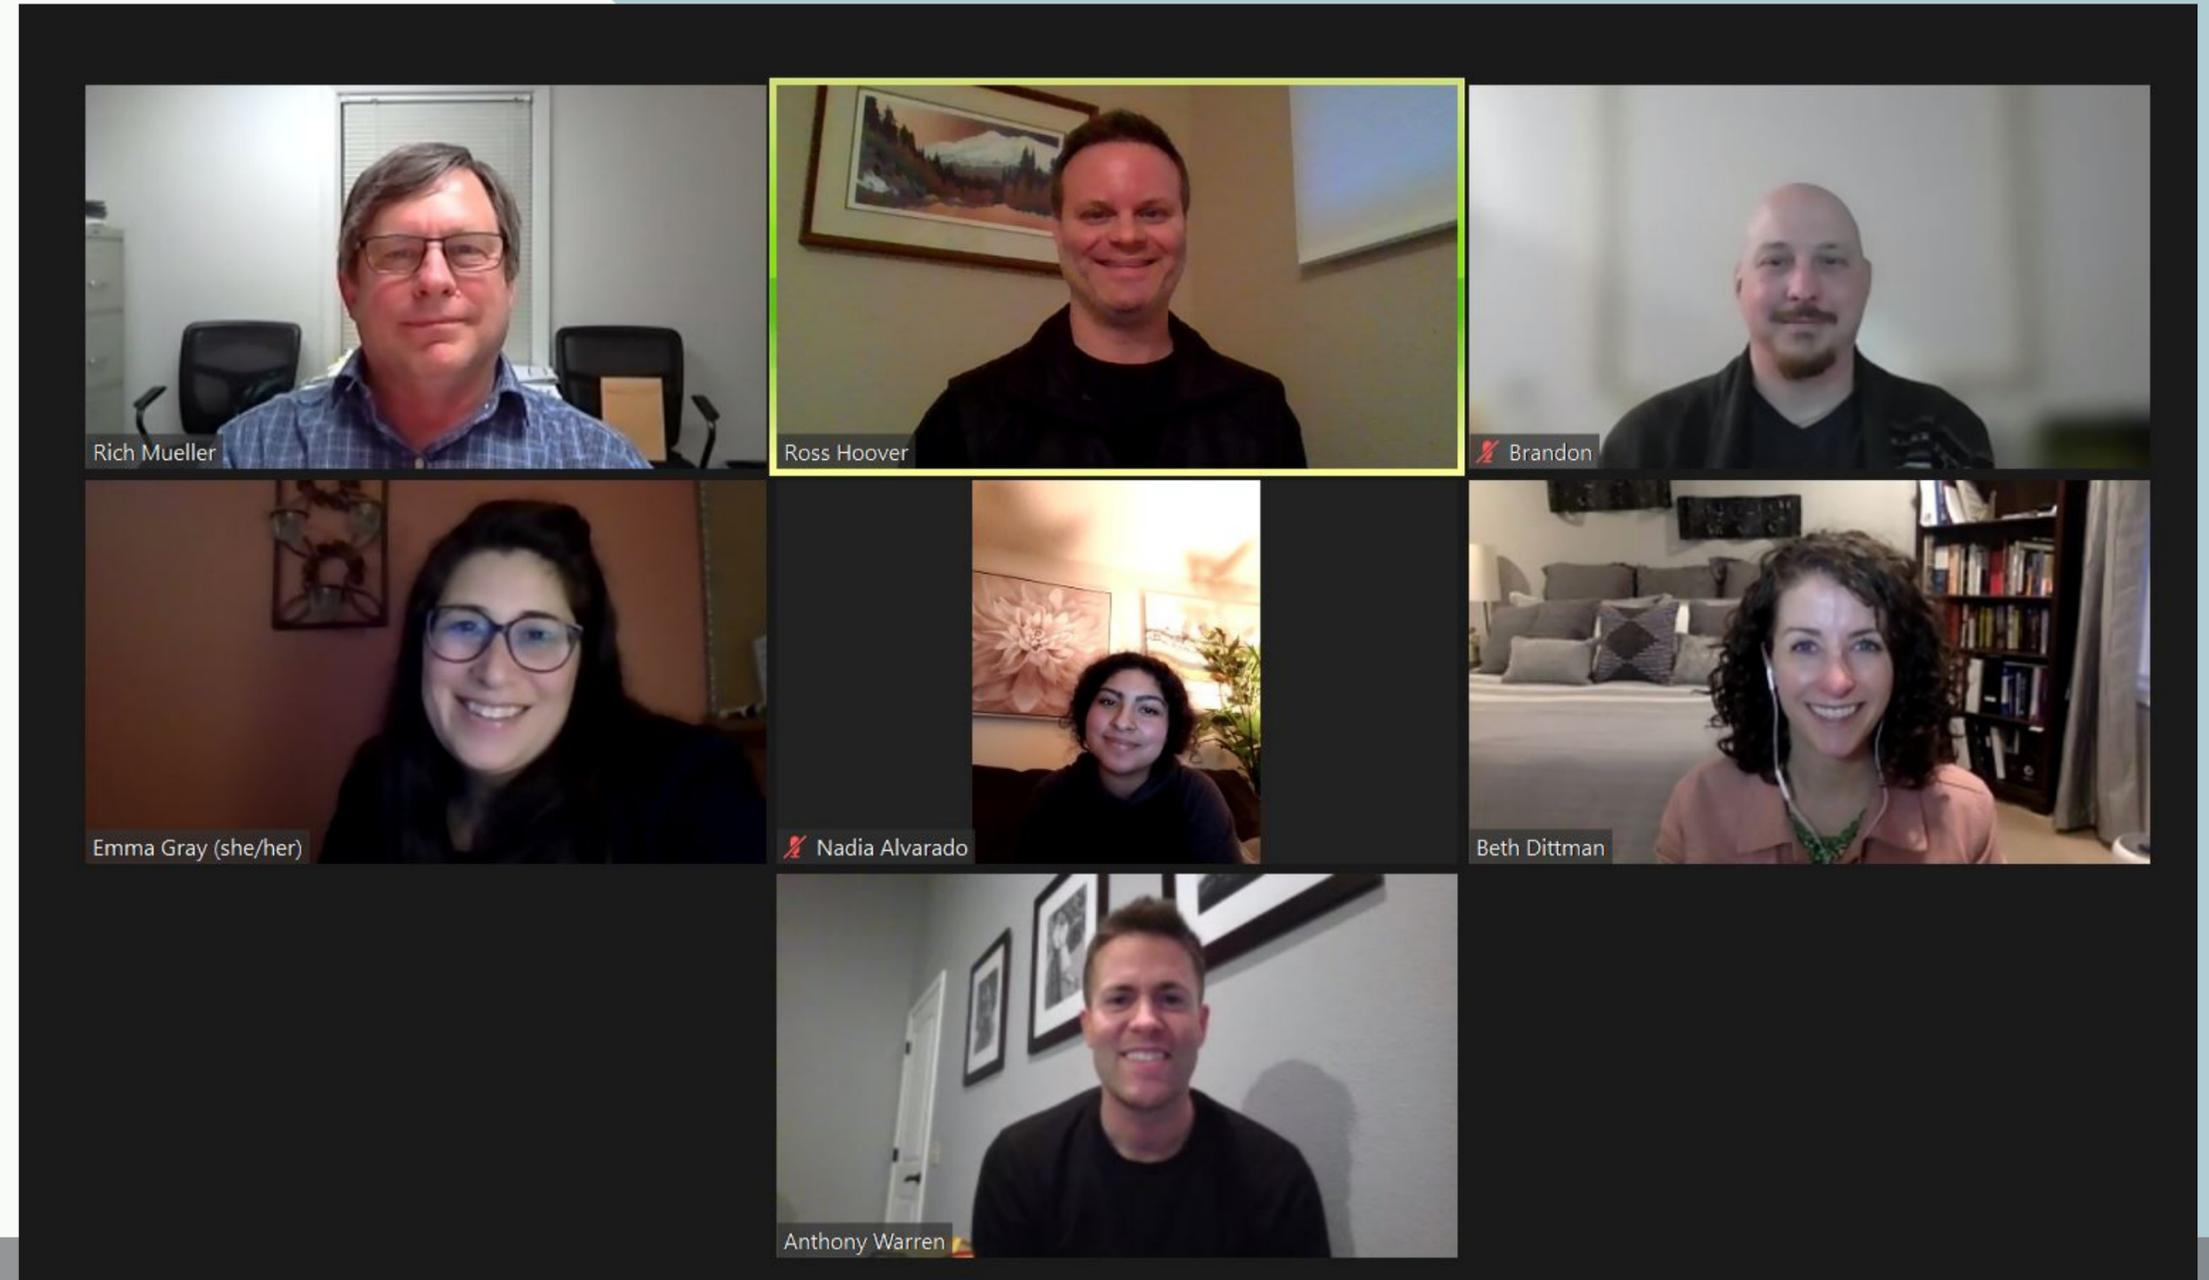 Rich Mueller
Ross Hoover
Brandon
Emma Gray (she/her)
Nadia Alvarado
Beth Dittman
Anthony Warren